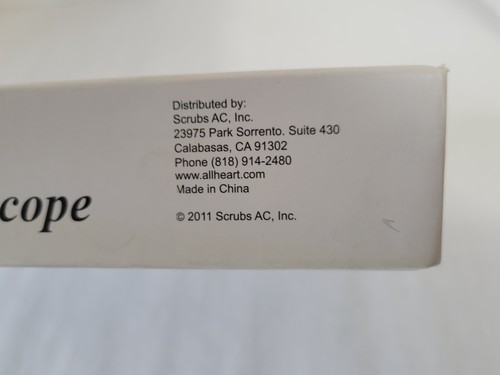 Distributed by:
Scrubs AC, Inc.
23975 Park Sorrento. Suite 430
Calabasas, CA 91302
Phone (818) 914-2480
www.allheart.com
Made in China
cope
© 2011 Scrubs AC, Inc.